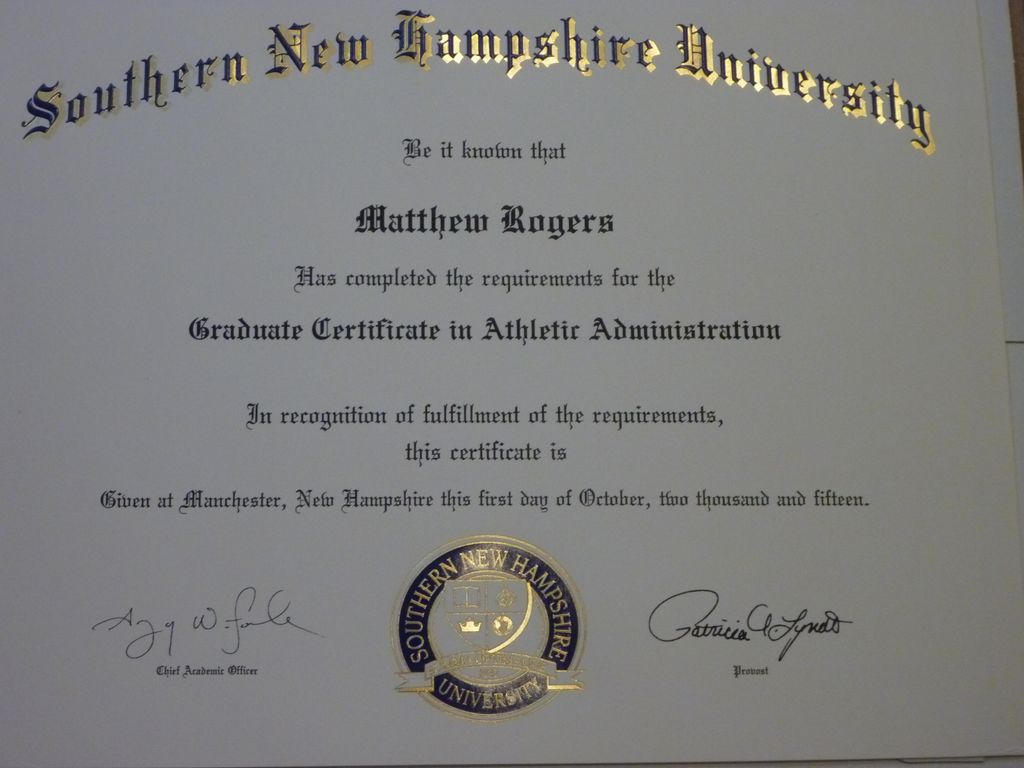 Southern New Hampshire University
Be it known that
Matthew Rogers
Has completed the requirements for the
Graduate Certificate in Athletic Administration
In recognition of fulfillment of the requirements,
this certificate is
Given at Manchester, New Hampshire this first day of October, two thousand and fifteen.
SOUTHERN NEW HAMPSHIRE
UNIVERSITY
Patricia A Lynott
Chief Academic Officer
Provost